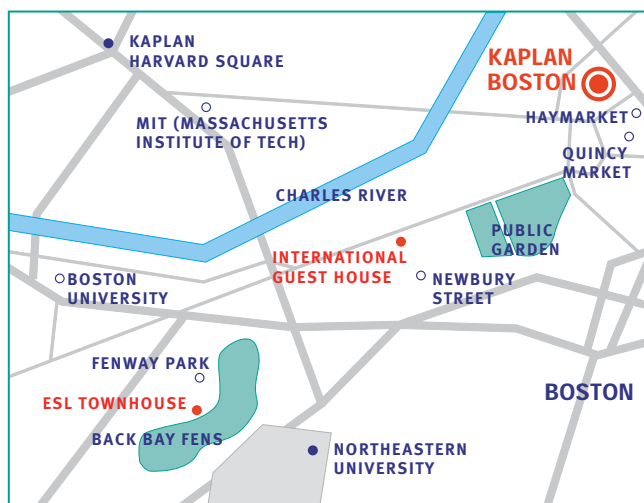 KAPLAN
HARVARD SQUARE
KAPLAN
BOSTON
MIT (MASSACHUSETTS
INSTITUTE OF TECH)
HAYMARKET
QUINCY
MARKET
CHARLES RIVER
PUBLIC
GARDEN
INTERNATIONAL
GUEST HOUSE
BOSTON
UNIVERSITY
NEWBURY
STREET
FENWAY PARK
ESL TOWNHOUSE
BOSTON
BACK BAY FENS
NORTHEASTERN
UNIVERSITY